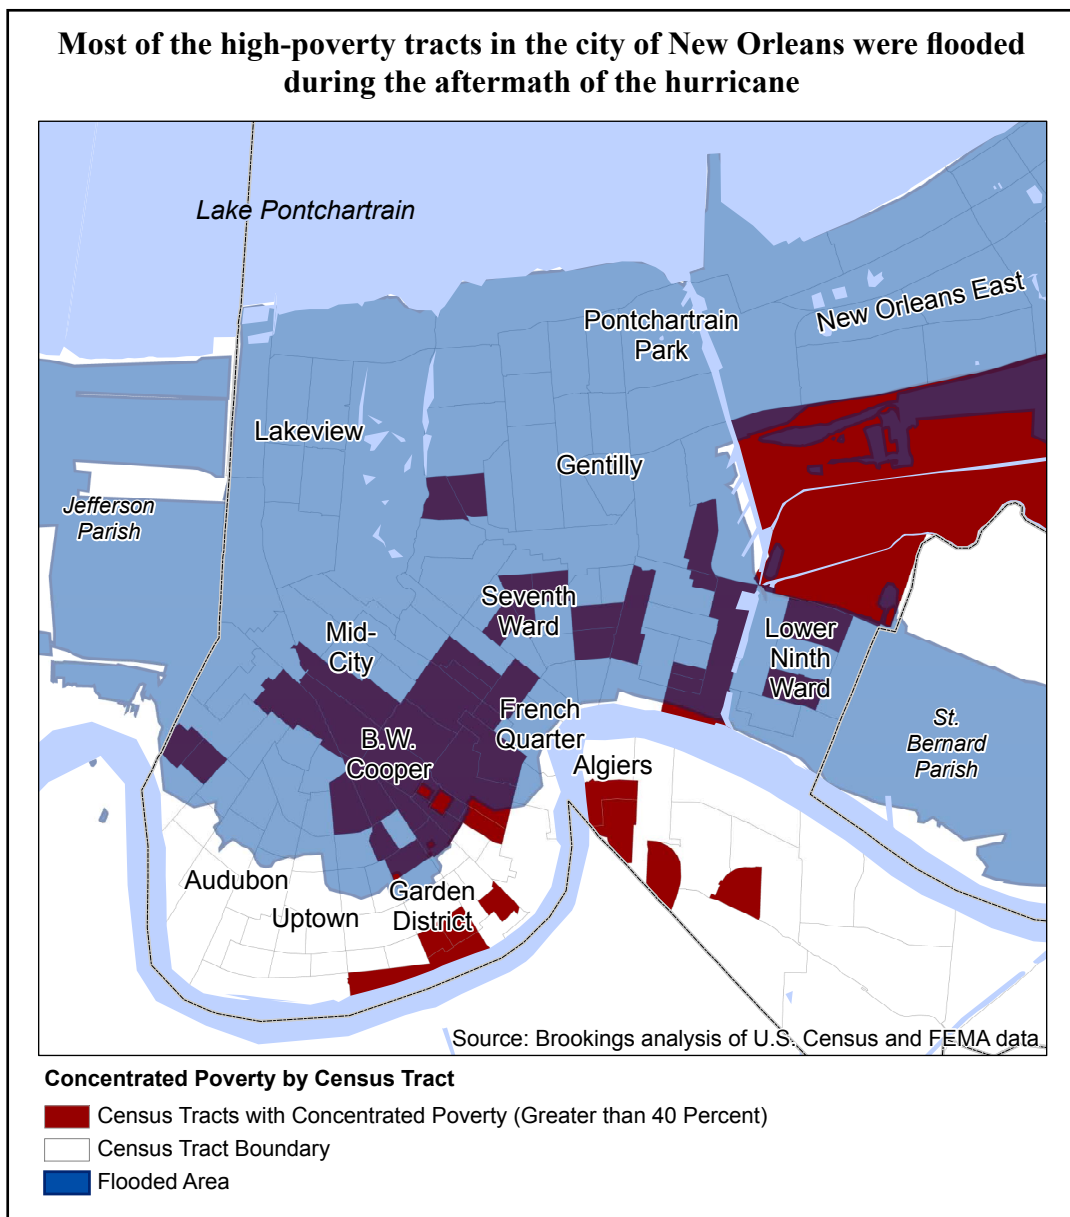 Most of the high-poverty tracts in the city of New Orleans were flooded
during the aftermath of the hurricane
Lake Pontchartrain
New Orleans East
Pontchartrain
Park
Lakeview
Gentilly
Jefferson
Parish
Seventh
Ward
Mid-
City
Lower
Ninth
Ward
French
Quarter
St.
Bernard
Parish
B.W.
Cooper
Algiers
Audubon
Uptown
Garden
District
Source: Brookings analysis of U.S. Census and FEMA data
Concentrated Poverty by Census Tract
Census Tracts with Concentrated Poverty (Greater than 40 Percent)
Census Tract Boundary
Flooded Area